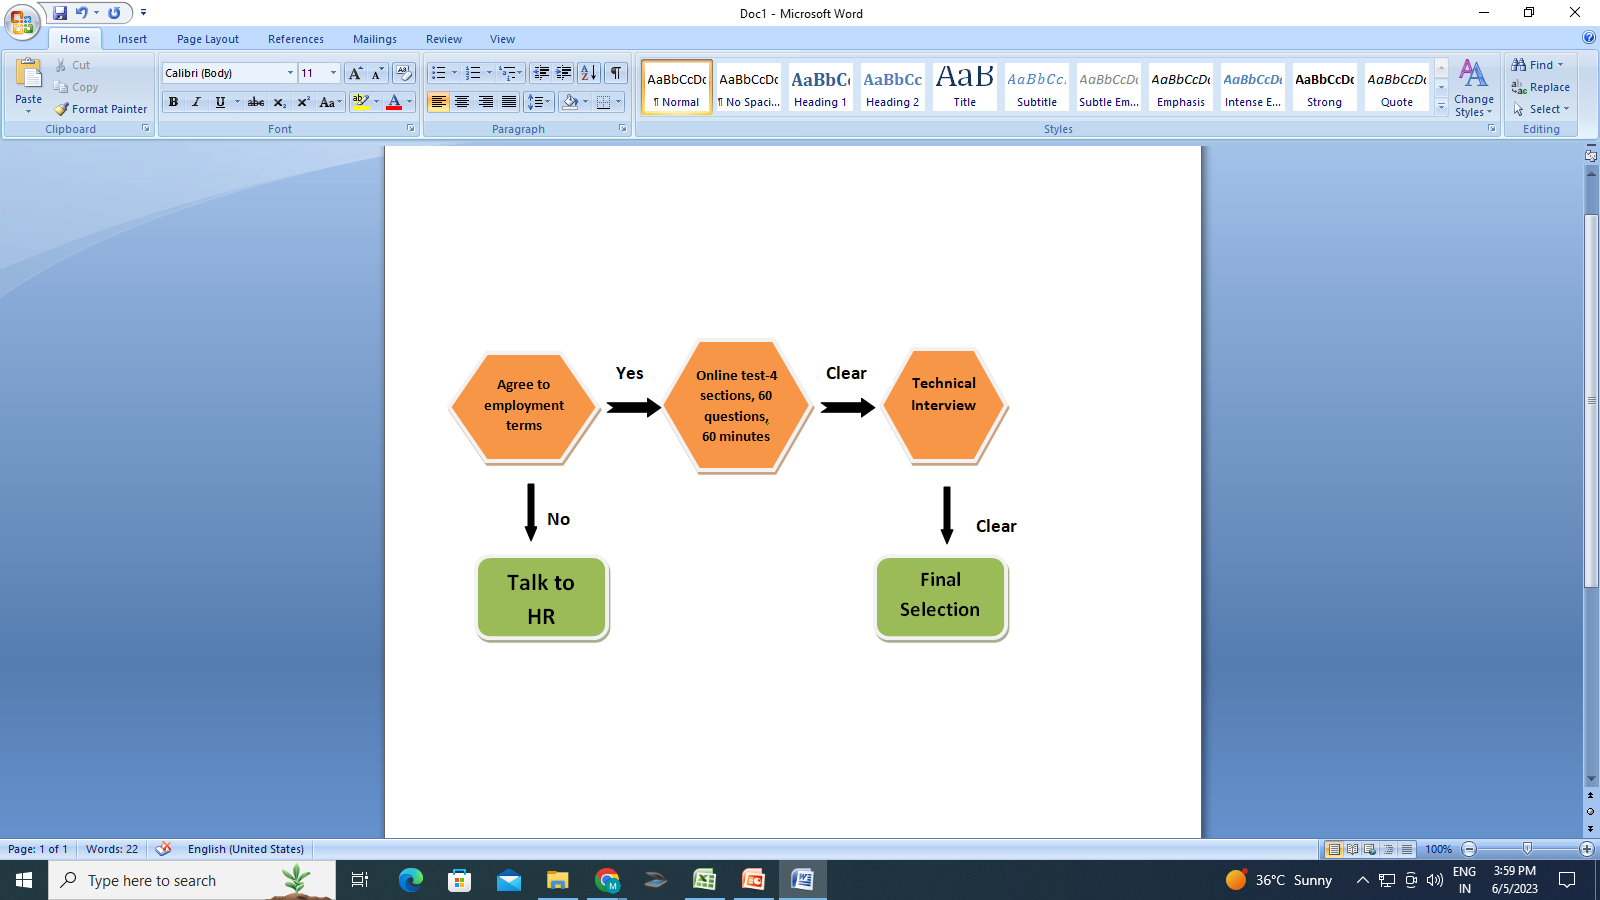 Doc1 - Microsoft Word
Home Insert Page Layout References Mailings Review View
Paste
Cut
Copy
Format Painter
Clipboard
Calibri (Body) 11
B I U abc x₂ x² Aa
Font
Paragraph
AaBbCcDc AaBbCcDc AaBbC AaBbCc AaB AaBbCc. AaBbCcDc AaBbCcDc AaBbCcDc AaBbCcDc AaBbCcDc
¶ Normal ¶ No Spaci... Heading 1 Heading 2 Title Subtitle Subtle Em... Emphasis Intense E... Strong Quote
Change
Styles
Styles
Find
Replace
Select
Editing
Agree to
employment
terms
Yes
Online test-4
sections, 60
questions,
60 minutes
Clear
Technical
Interview
No
Clear
Talk to
HR
Final
Selection
Page: 1 of 1 Words: 22 English (United States) 100%
Type here to search
36°C Sunny
ENG
IN
3:59 PM
6/5/2023